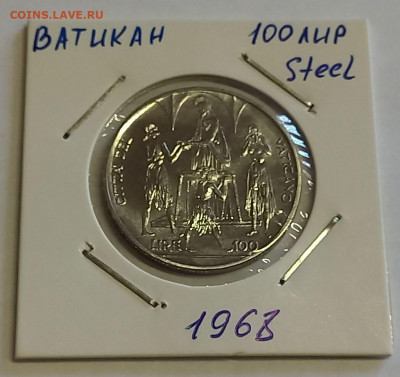 COINS.LAVE.RU
ВАТИКАН 100 ЛИР
Steel
CITTA' DEL VATICANO
LIRE 100
1968